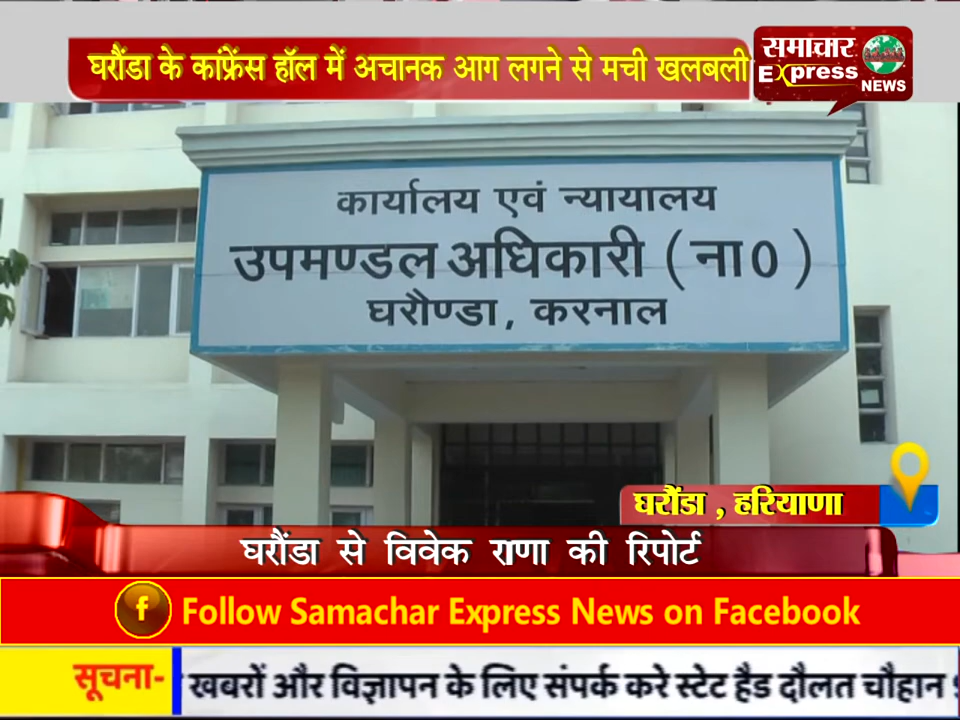 घरौंडा के कांफ्रेंस हॉल में अचानक आग लगने से मची खलबली
समाचार
Express
NEWS
कार्यालय एवं न्यायालय
उपमण्डल अधिकारी (ना0)
घरौण्डा, करनाल
घरौंडा , हरियाणा
घरौंडा से विवेक राणा की रिपोर्ट
f Follow Samachar Express News on Facebook
सूचना- खबरों और विज्ञापन के लिए संपर्क करे स्टेट हैड दौलत चौहान